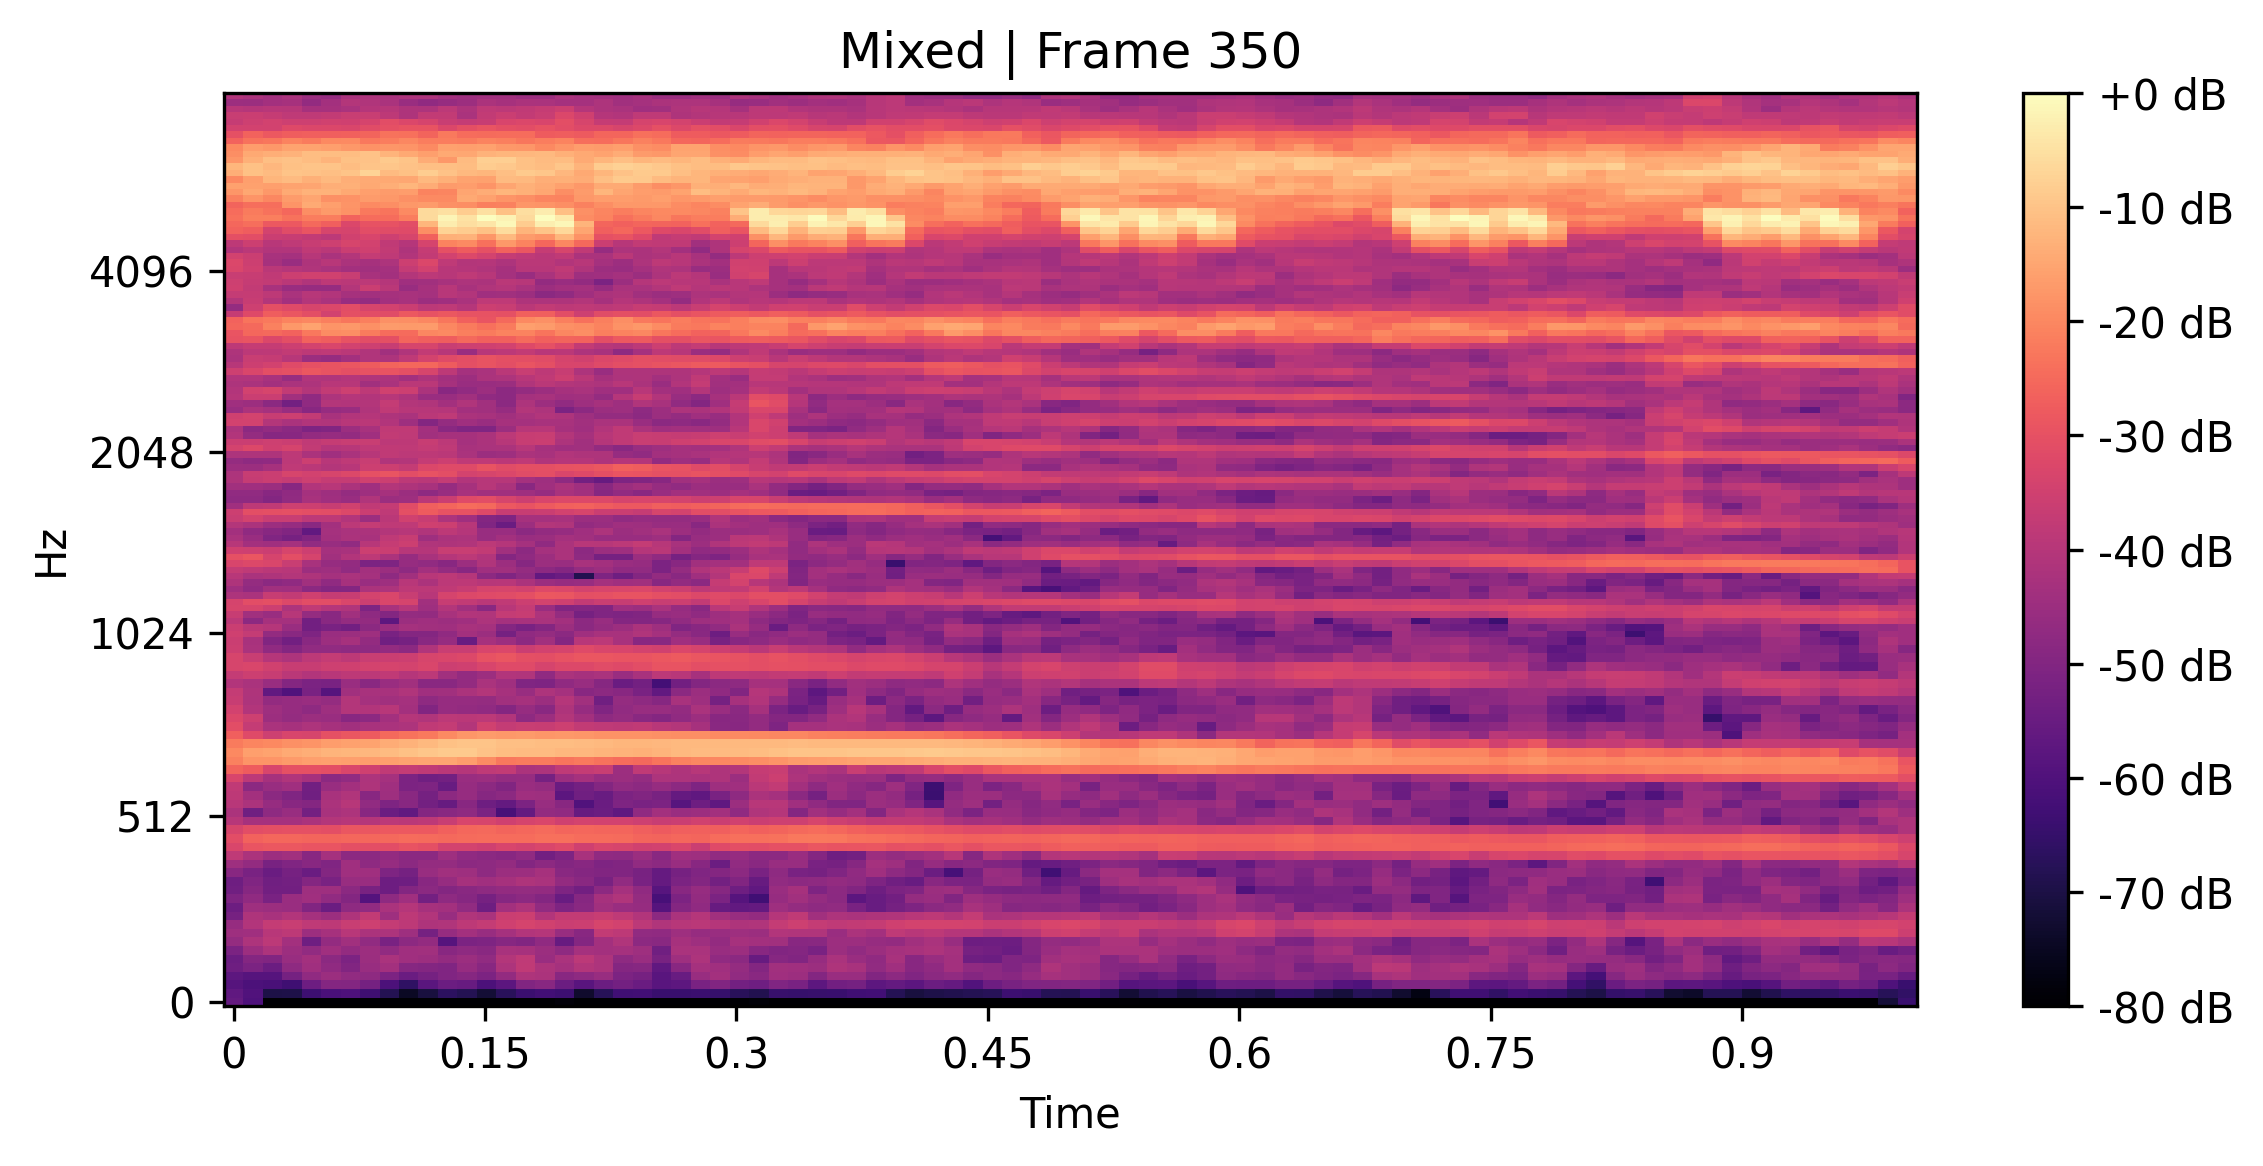 Mixed | Frame 350
+0 dB
-10 dB
-20 dB
-30 dB
-40 dB
-50 dB
-60 dB
-70 dB
-80 dB
Hz
4096
2048
1024
512
0
0 0.15 0.3 0.45 0.6 0.75 0.9
Time